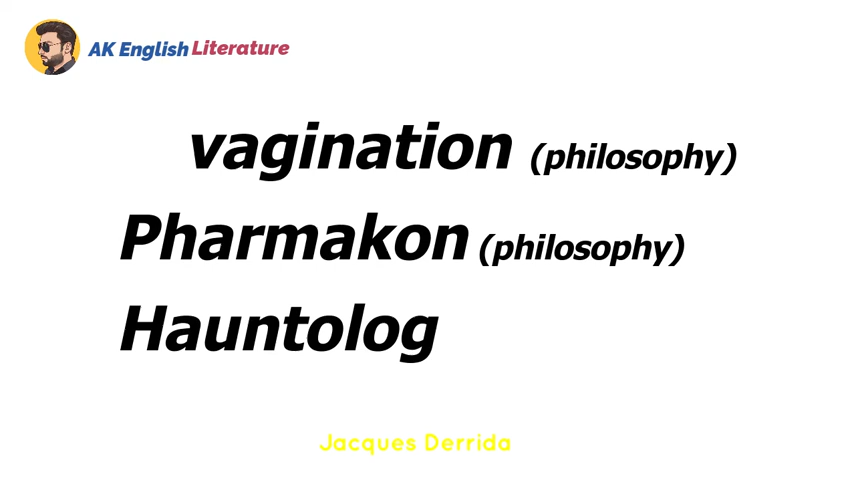 AK English Literature
vagination (philosophy)
Pharmakon (philosophy)
Hauntolog
Jacques Derrida